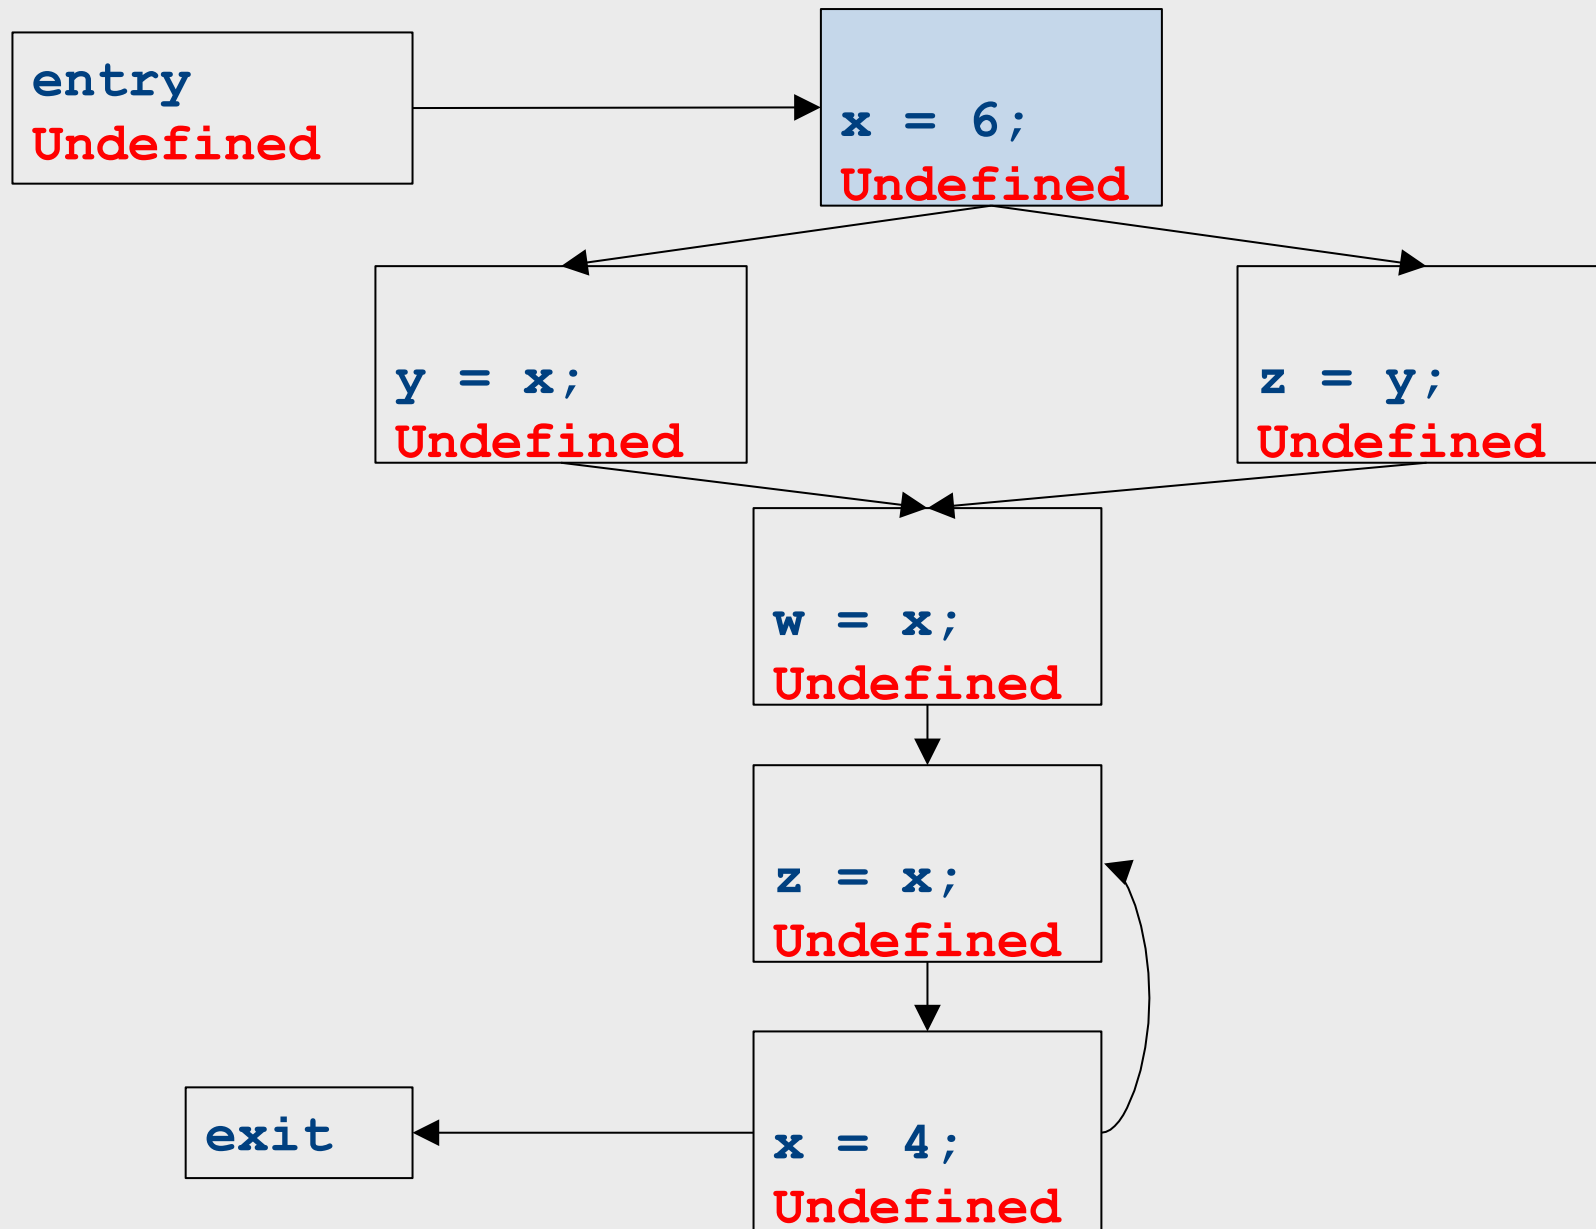 entry
Undefined
x = 6;
Undefined
y = x;
Undefined
z = y;
Undefined
w = x;
Undefined
z = x;
Undefined
exit
x = 4;
Undefined